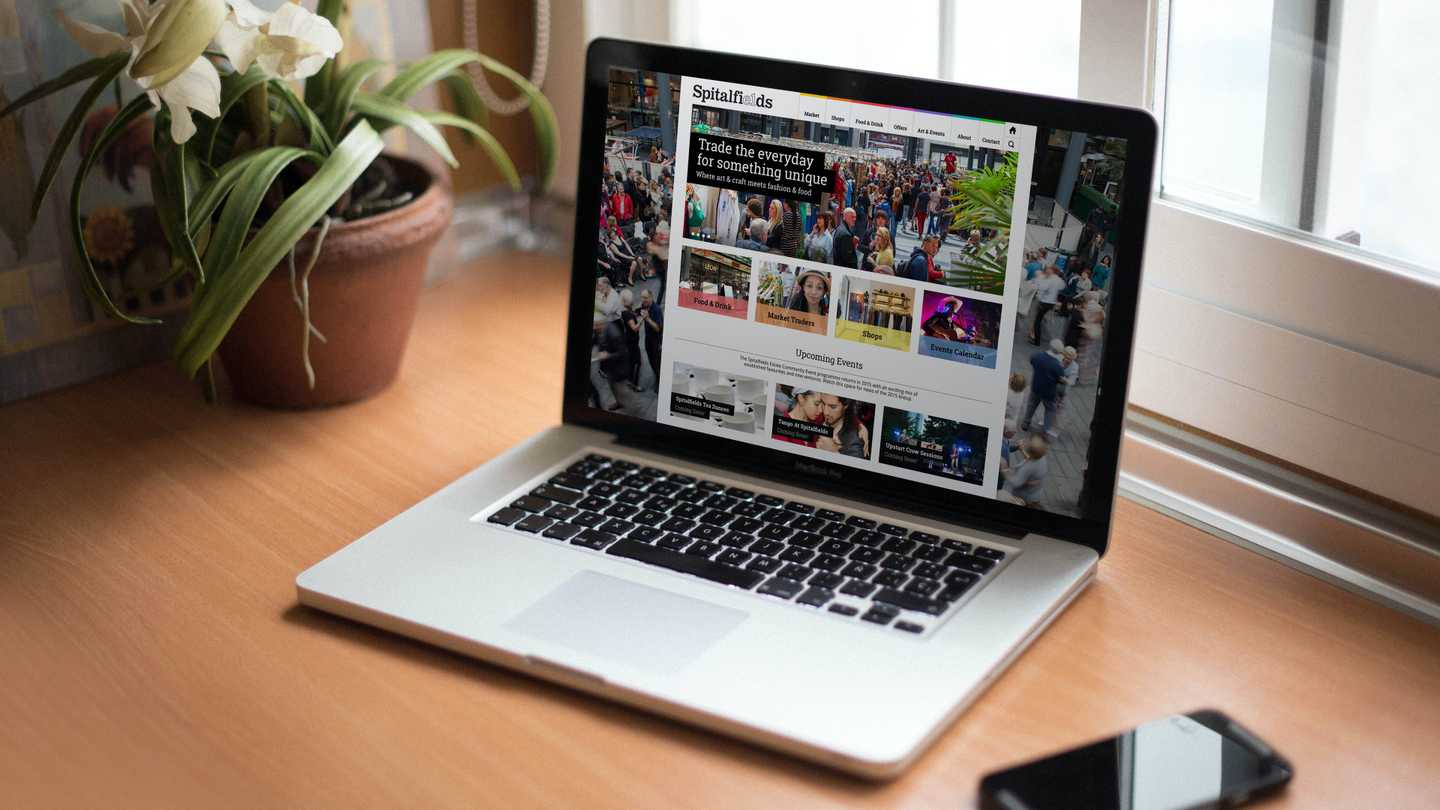 Spitalfields
Market Shops Food & Drink Offers Art & Events About Contact
Trade the everyday
for something unique
Where art & craft meets fashion & food
Food & Drink
Market Traders
Shops
Events Calendar
Upcoming Events
The Spitalfields Estate Community Event programme returns in 2015 with an exciting mix of
established favourites and new ventures. Watch this space for news of the 2015 brand.
Spitalfields Tea Dances
Coming Soon!
Tango At Spitalfields
Coming Soon!
Upstart Crow Sessions
Coming Soon!
MacBook Pro